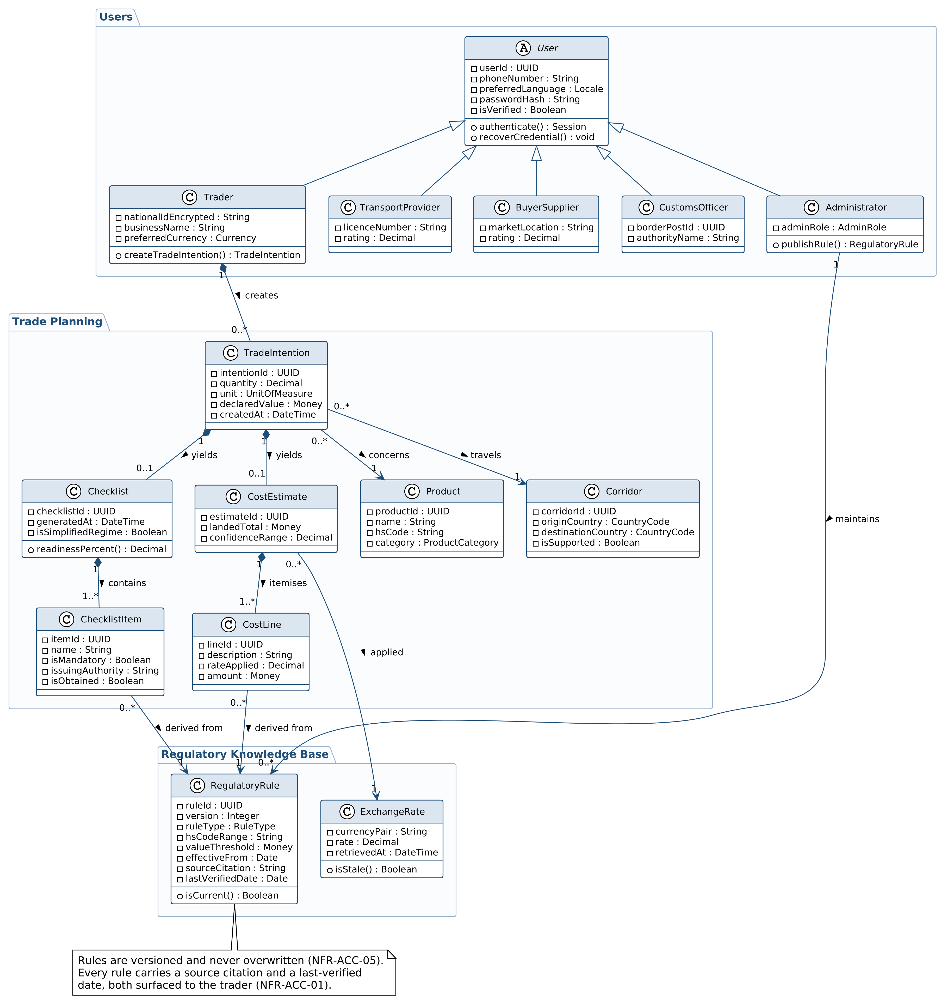 Users
A User
userId : UUID
phoneNumber : String
preferredLanguage : Locale
passwordHash : String
isVerified : Boolean
authenticate() : Session
recoverCredential() : void
C Trader
nationalIdEncrypted : String
businessName : String
preferredCurrency : Currency
createTradeIntention() : TradeIntention
C TransportProvider
licenceNumber : String
rating : Decimal
C BuyerSupplier
marketLocation : String
rating : Decimal
C CustomsOfficer
borderPostId : UUID
authorityName : String
C Administrator
adminRole : AdminRole
publishRule() : RegulatoryRule
1
1
creates
0..*
Trade Planning
C TradeIntention
intentionId : UUID
quantity : Decimal
unit : UnitOfMeasure
declaredValue : Money
createdAt : DateTime
0..*
1
1
0..*
yields
yields
concerns
travels
0..1
0..1
1
1
C Checklist
checklistId : UUID
generatedAt : DateTime
isSimplifiedRegime : Boolean
readinessPercent() : Decimal
C CostEstimate
estimateId : UUID
landedTotal : Money
confidenceRange : Decimal
C Product
productId : UUID
name : String
hsCode : String
category : ProductCategory
C Corridor
corridorId : UUID
originCountry : CountryCode
destinationCountry : CountryCode
isSupported : Boolean
maintains
1
1
0..*
contains
itemises
1..*
1..*
C ChecklistItem
itemId : UUID
name : String
isMandatory : Boolean
issuingAuthority : String
isObtained : Boolean
C CostLine
lineId : UUID
description : String
rateApplied : Decimal
amount : Money
applied
0..*
0..*
derived from
derived from
Regulatory Knowledge Base
1
1
0..*
1
C RegulatoryRule
ruleId : UUID
version : Integer
ruleType : RuleType
hsCodeRange : String
valueThreshold : Money
effectiveFrom : Date
sourceCitation : String
lastVerifiedDate : Date
isCurrent() : Boolean
C ExchangeRate
currencyPair : String
rate : Decimal
retrievedAt : DateTime
isStale() : Boolean
Rules are versioned and never overwritten (NFR-ACC-05).
Every rule carries a source citation and a last-verified
date, both surfaced to the trader (NFR-ACC-01).